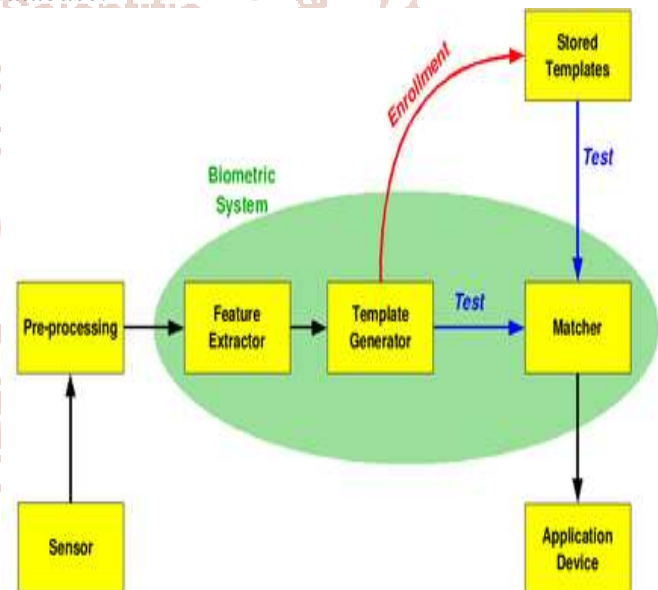 Stored
Templates
Enrollment
Test
Biometric
System
Pre-processing
Feature
Extractor
Template
Generator
Test
Matcher
Sensor
Application
Device